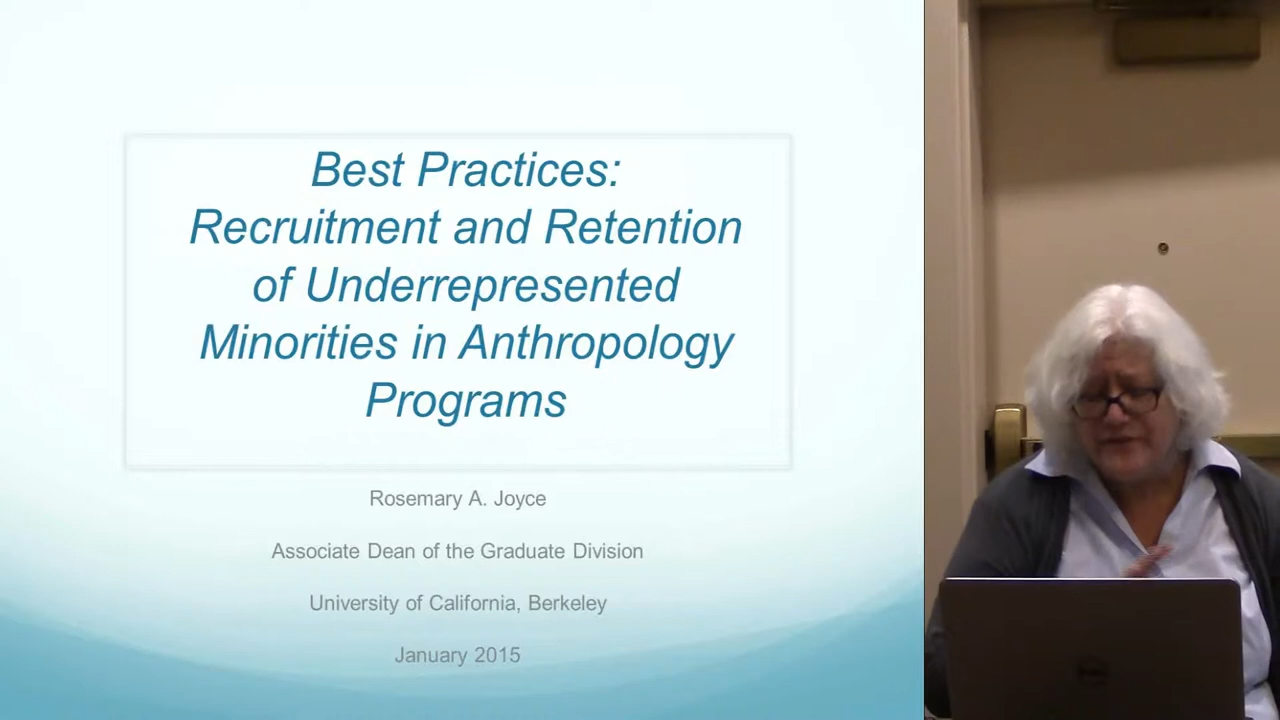 Best Practices:
Recruitment and Retention
of Underrepresented
Minorities in Anthropology
Programs
Rosemary A. Joyce
Associate Dean of the Graduate Division
University of California, Berkeley
January 2015